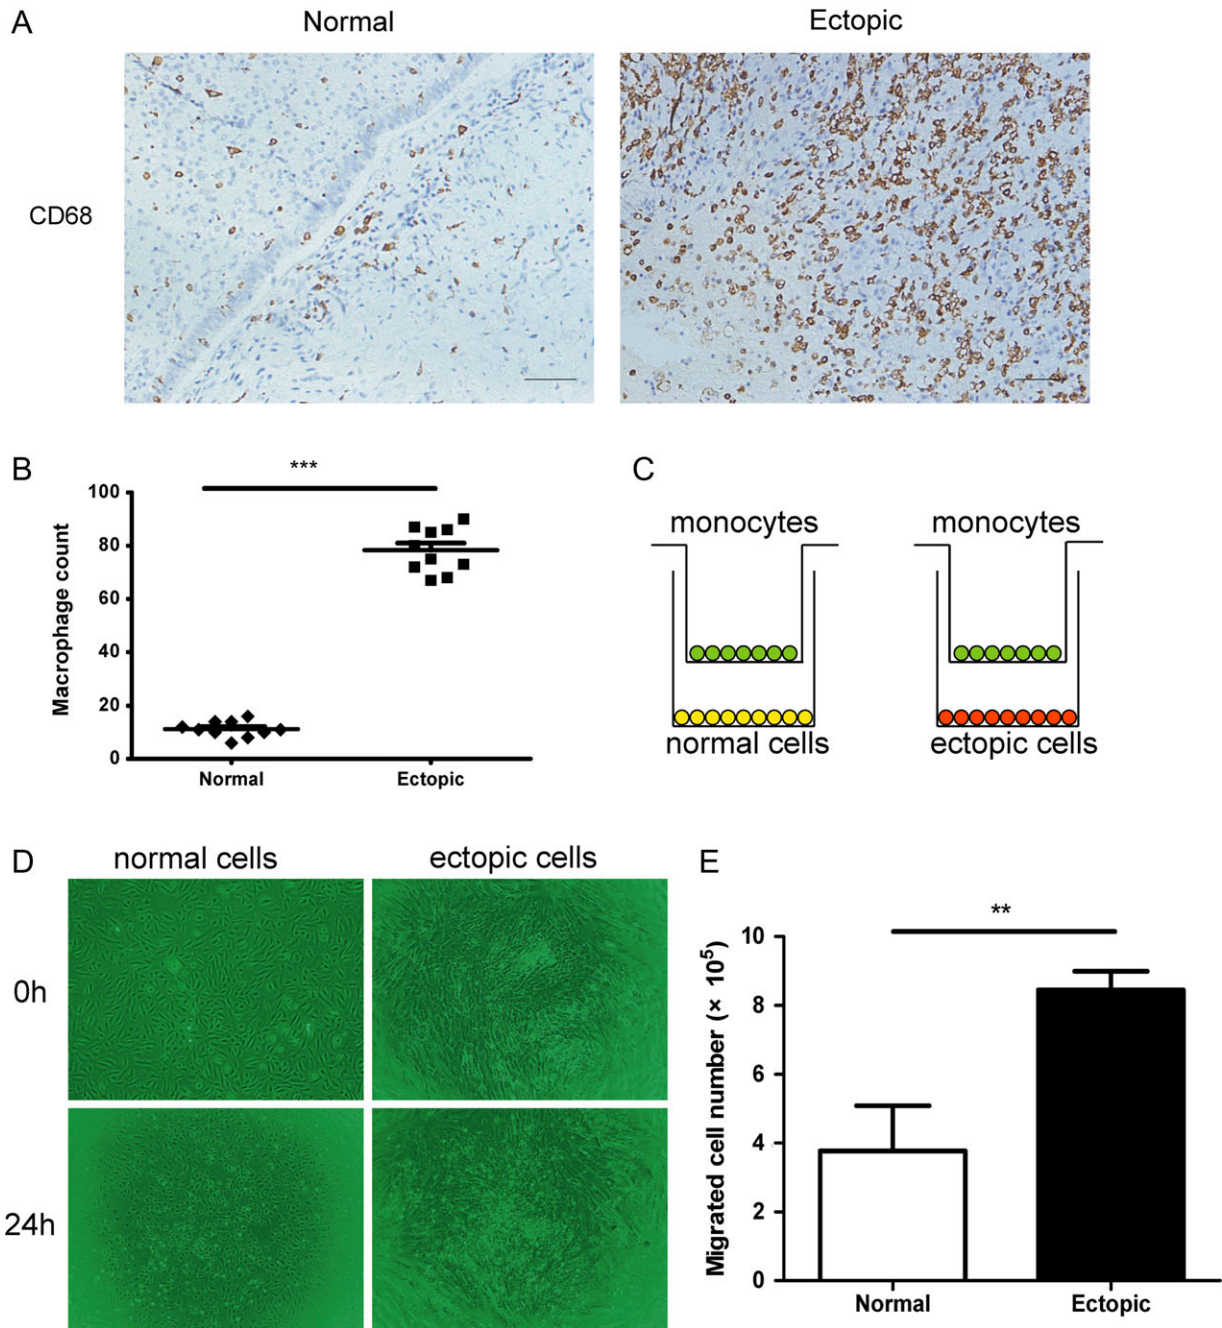 A
Normal
Ectopic
CD68
B
***
Macrophage count
100
80
60
40
20
0
Normal
Ectopic
C
monocytes
monocytes
normal cells
ectopic cells
D
normal cells
ectopic cells
0h
24h
E
**
Migrated cell number (× 10⁵)
10
8
6
4
2
0
Normal
Ectopic